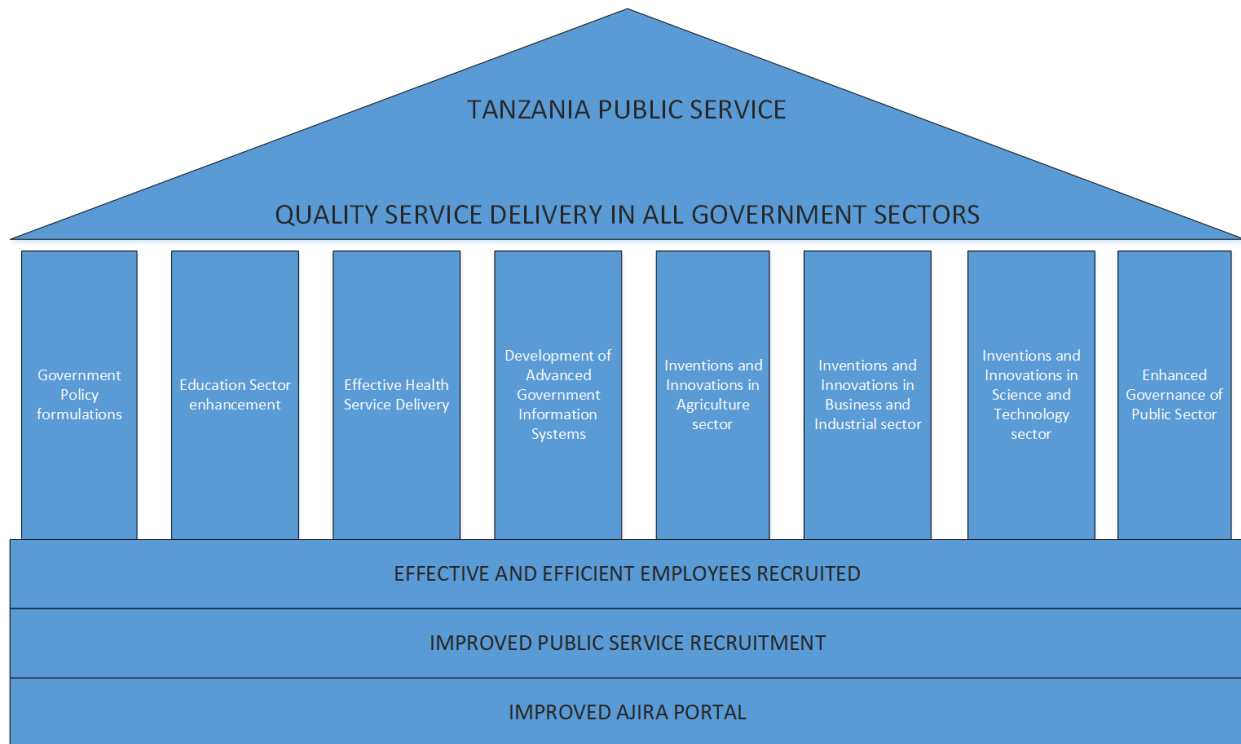 TANZANIA PUBLIC SERVICE
QUALITY SERVICE DELIVERY IN ALL GOVERNMENT SECTORS
Government
Policy
formulations
Education Sector
enhancement
Effective Health
Service Delivery
Development of
Advanced
Government
Information
Systems
Inventions and
Innovations in
Agriculture
sector
Inventions and
Innovations in
Business and
Industrial sector
Inventions and
Innovations in
Science and
Technology
sector
Enhanced
Governance of
Public Sector
EFFECTIVE AND EFFICIENT EMPLOYEES RECRUITED
IMPROVED PUBLIC SERVICE RECRUITMENT
IMPROVED AJIRA PORTAL